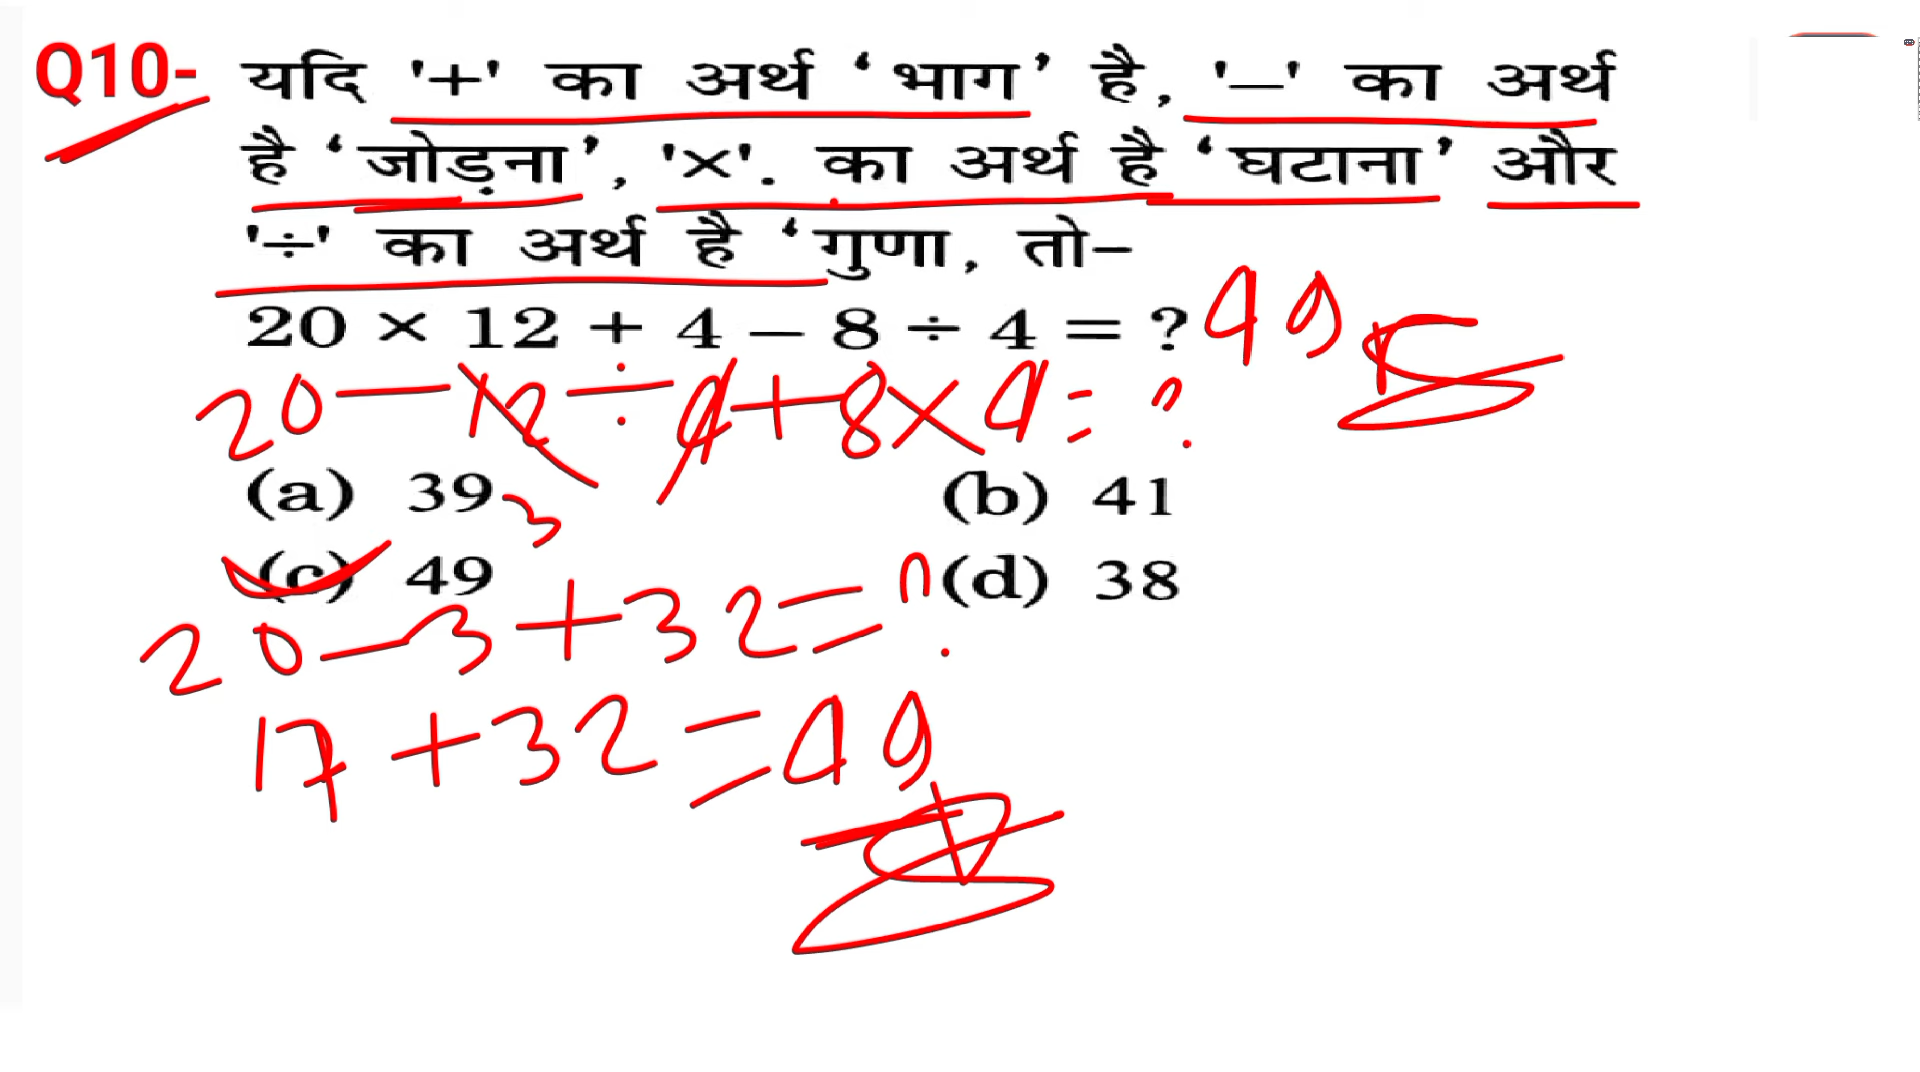 Q10- यदि '+' का अर्थ ‘भाग’ है, '–' का अर्थ
है ‘जोड़ना’, '×'. का अर्थ है ‘घटाना’ और
'÷' का अर्थ है ‘गुणा, तो–
20 × 12 + 4 – 8 ÷ 4 = ? 49
20 – 12 ÷ 4 + 8 × 4 = ?
(a) 39 (b) 41
3
(c) 49 (d) 38
20 – 3 + 32 = ?
17 + 32 = 49